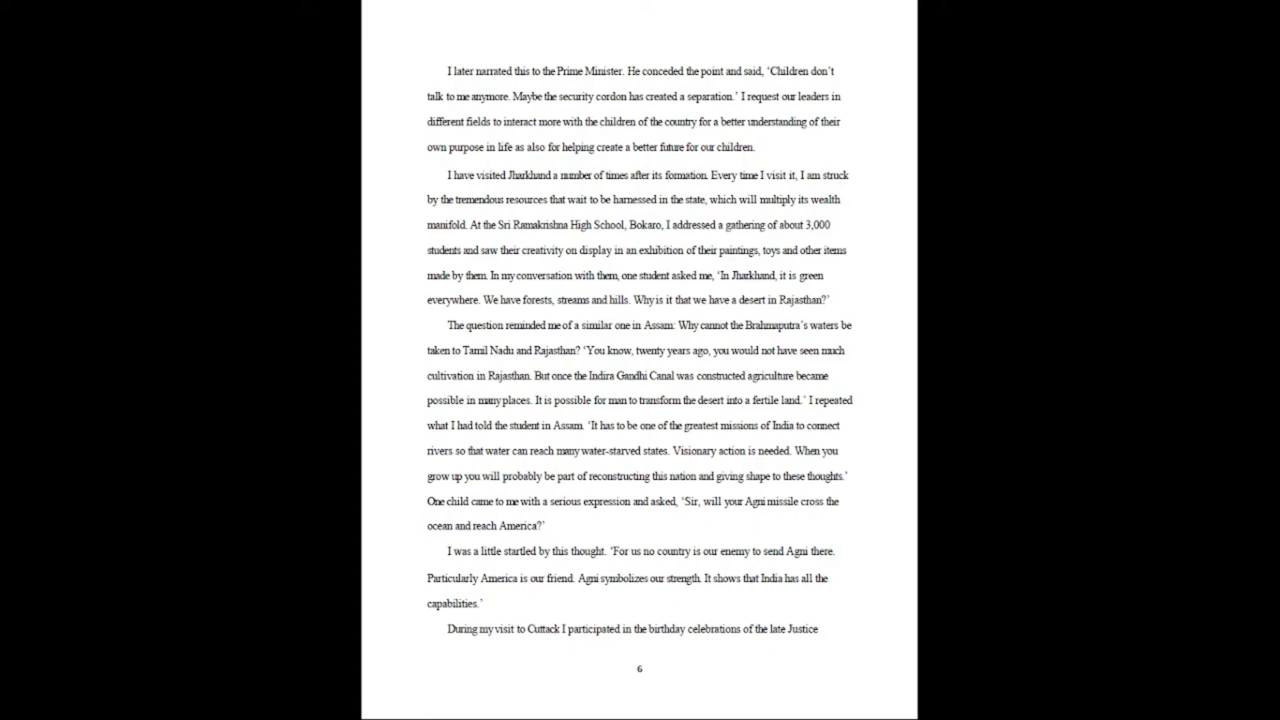 I later narrated this to the Prime Minister. He conceded the point and said, ‘Children don’t
talk to me anymore. Maybe the security cordon has created a separation.’ I request our leaders in
different fields to interact more with the children of the country for a better understanding of their
own purpose in life as also for helping create a better future for our children.
I have visited Jharkhand a number of times after its formation. Every time I visit it, I am struck
by the tremendous resources that wait to be harnessed in the state, which will multiply its wealth
manifold. At the Sri Ramakrishna High School, Bokaro, I addressed a gathering of about 3,000
students and saw their creativity on display in an exhibition of their paintings, toys and other items
made by them. In my conversation with them, one student asked me, ‘In Jharkhand, it is green
everywhere. We have forests, streams and hills. Why is it that we have a desert in Rajasthan?’
The question reminded me of a similar one in Assam: Why cannot the Brahmaputra’s waters be
taken to Tamil Nadu and Rajasthan? ‘You know, twenty years ago, you would not have seen much
cultivation in Rajasthan. But once the Indira Gandhi Canal was constructed agriculture became
possible in many places. It is possible for man to transform the desert into a fertile land.’ I repeated
what I had told the student in Assam. ‘It has to be one of the greatest missions of India to connect
rivers so that water can reach many water-starved states. Visionary action is needed. When you
grow up you will probably be part of reconstructing this nation and giving shape to these thoughts.’
One child came to me with a serious expression and asked, ‘Sir, will your Agni missile cross the
ocean and reach America?’
I was a little startled by this thought. ‘For us no country is our enemy to send Agni there.
Particularly America is our friend. Agni symbolizes our strength. It shows that India has all the
capabilities.’
During my visit to Cuttack I participated in the birthday celebrations of the late Justice
6